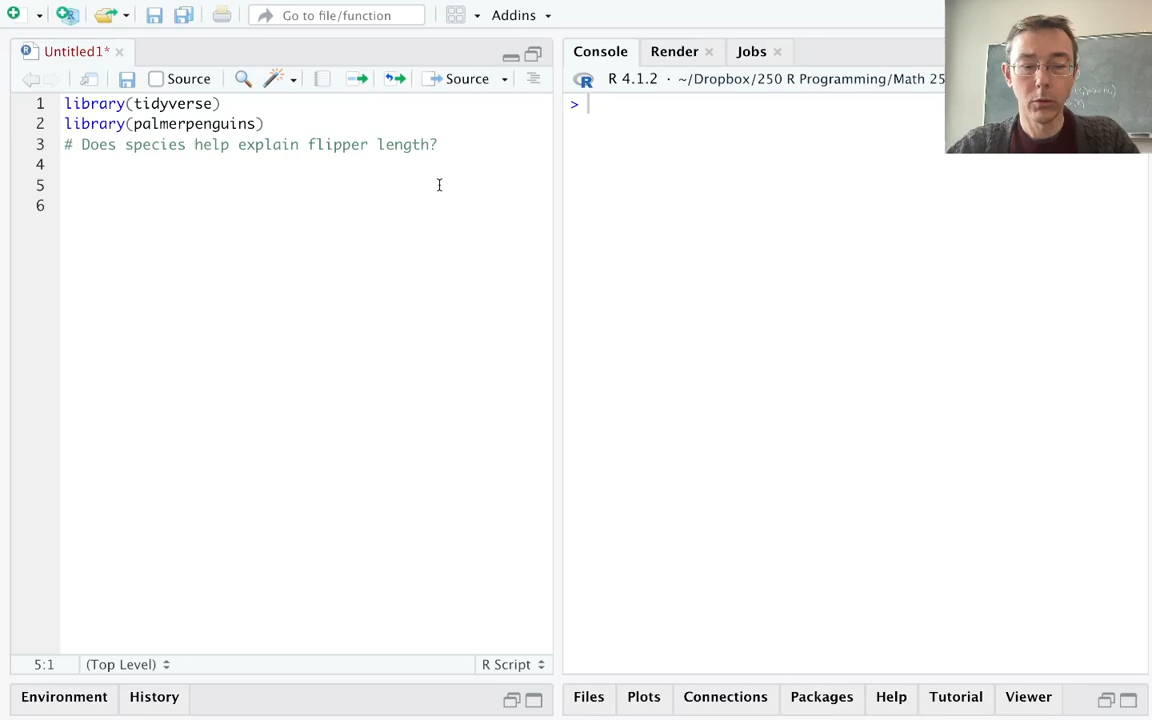 Go to file/function
Addins
Untitled1*
Source
Source
1 library(tidyverse)
2 library(palmerpenguins)
3 # Does species help explain flipper length?
4
5
6
5:1 (Top Level) R Script
Environment History
Console Render Jobs
R 4.1.2 · ~/Dropbox/250 R Programming/Math 25
>
Files Plots Connections Packages Help Tutorial Viewer